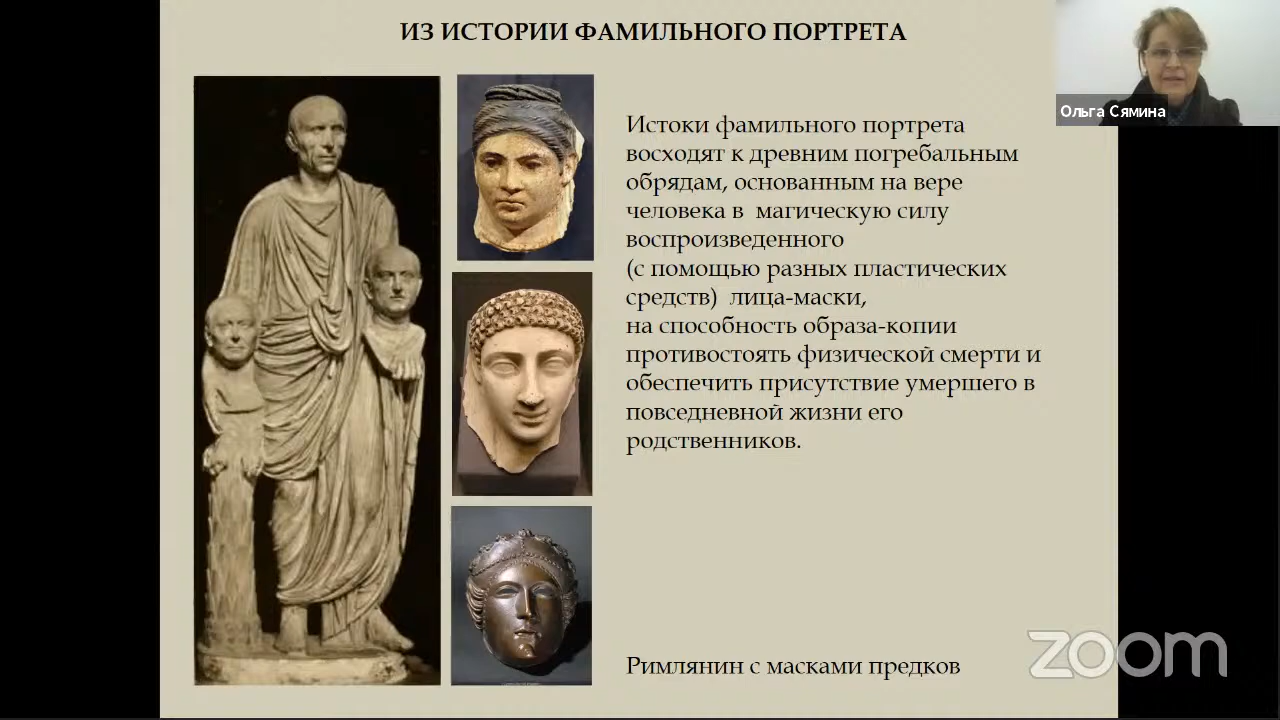 ИЗ ИСТОРИИ ФАМИЛЬНОГО ПОРТРЕТА
Ольга Сямина
Истоки фамильного портрета
восходят к древним погребальным
обрядам, основанным на вере
человека в магическую силу
воспроизведенного
(с помощью разных пластических
средств) лица-маски,
на способность образа-копии
противостоять физической смерти и
обеспечить присутствие умершего в
повседневной жизни его
родственников.
Римлянин с масками предков
zoom